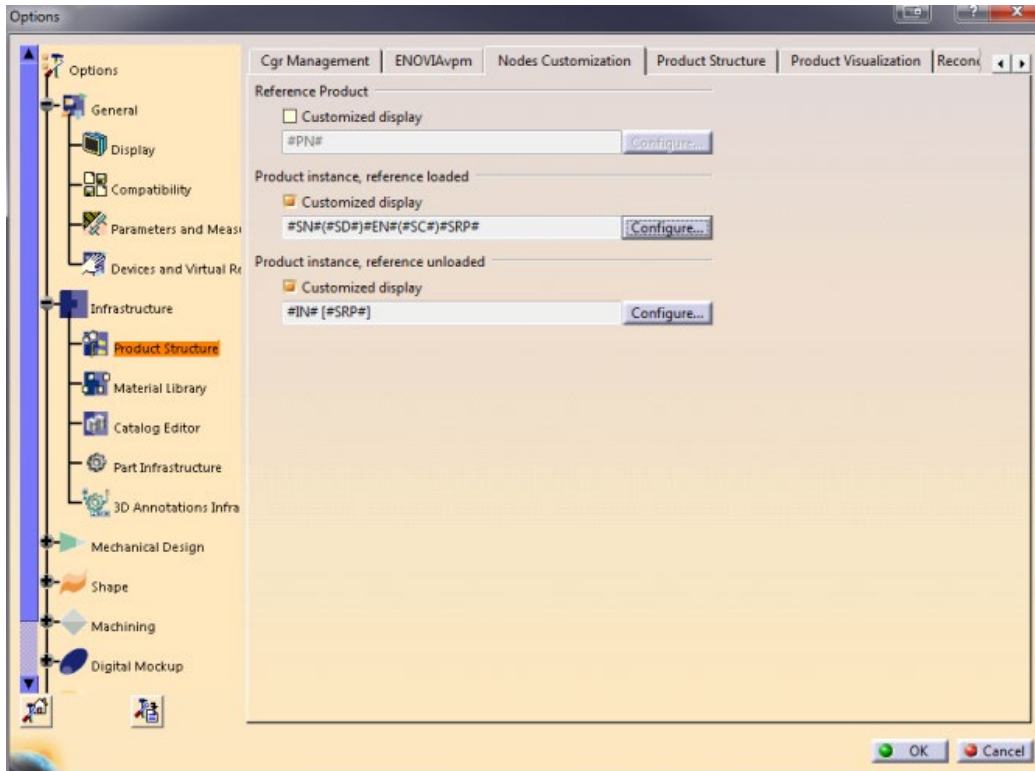 Options
Options
General
Display
Compatibility
Parameters and Measu
Devices and Virtual Re
Infrastructure
Product Structure
Material Library
Catalog Editor
Part Infrastructure
3D Annotations Infra
Mechanical Design
Shape
Machining
Digital Mockup
Cgr Management ENOVIAvpm Nodes Customization Product Structure Product Visualization Recon
Reference Product
Customized display
#PN# Configure...
Product instance, reference loaded
Customized display
#SN#(#SD#)#EN#(#SC#)#SRP# Configure...
Product instance, reference unloaded
Customized display
#IN# [#SRP#] Configure...
OK Cancel